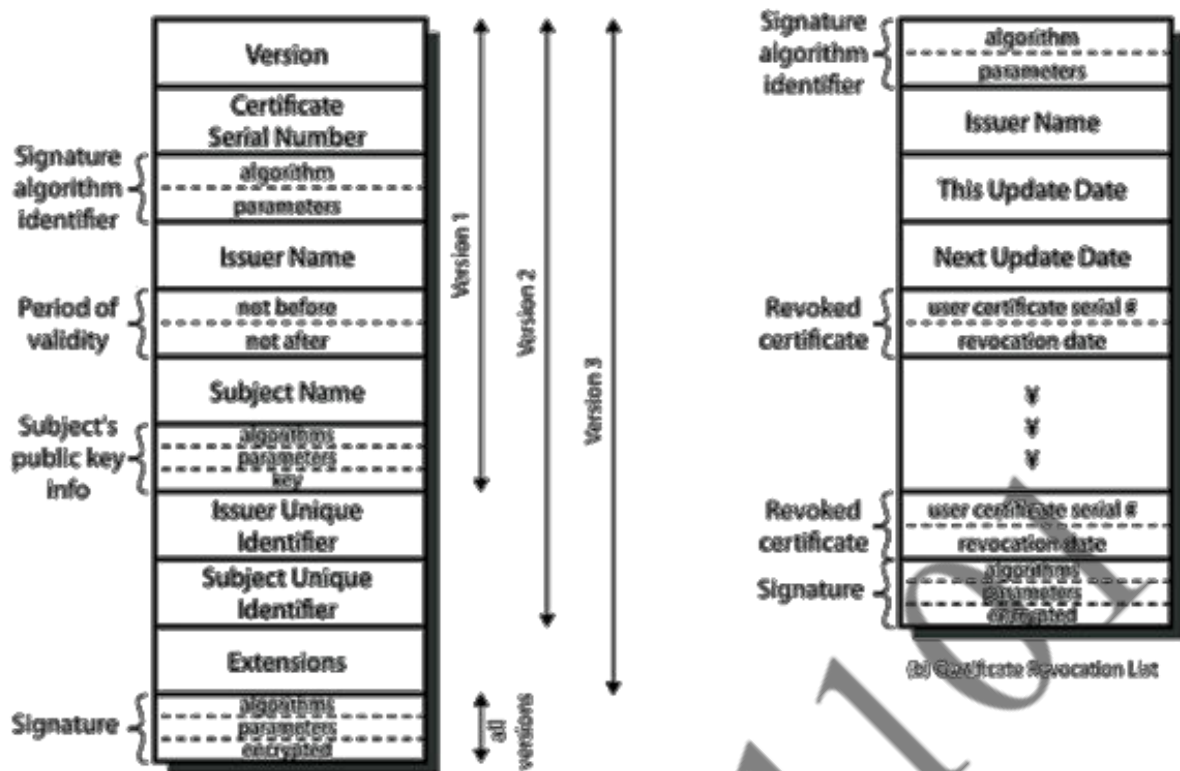 Version
Certificate
Serial Number
Signature
algorithm
identifier
algorithm
parameters
Issuer Name
Period of
validity
not before
not after
Subject Name
Subject's
public key
info
algorithms
parameters
key
Issuer Unique
Identifier
Subject Unique
Identifier
Extensions
Signature
algorithms
parameters
encrypted
Version 1
Version 2
Version 3
all
versions
Signature
algorithm
identifier
algorithm
parameters
Issuer Name
This Update Date
Next Update Date
Revoked
certificate
user certificate serial #
revocation date
¥
¥
¥
Revoked
certificate
user certificate serial #
revocation date
Signature
algorithms
parameters
encrypted
(b) Certificate Revocation List